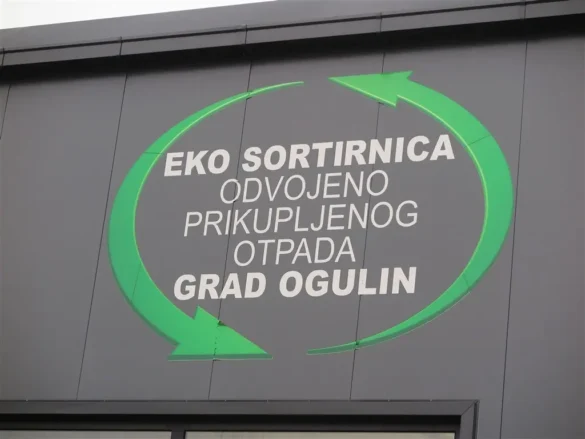 EKO SORTIRNICA
ODVOJENO
PRIKUPLJENOG
OTPADA
GRAD OGULIN